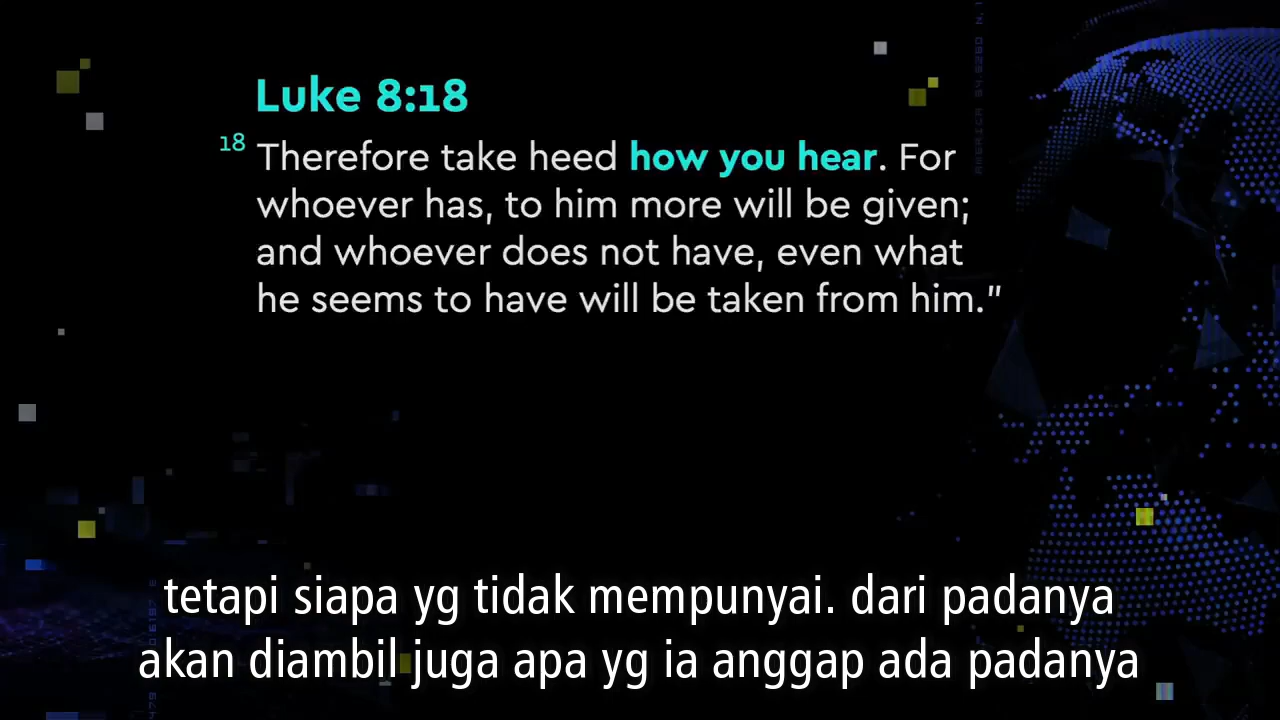 Luke 8:18
18 Therefore take heed how you hear. For
whoever has, to him more will be given;
and whoever does not have, even what
he seems to have will be taken from him.”
tetapi siapa yg tidak mempunyai. dari padanya
akan diambil juga apa yg ia anggap ada padanya